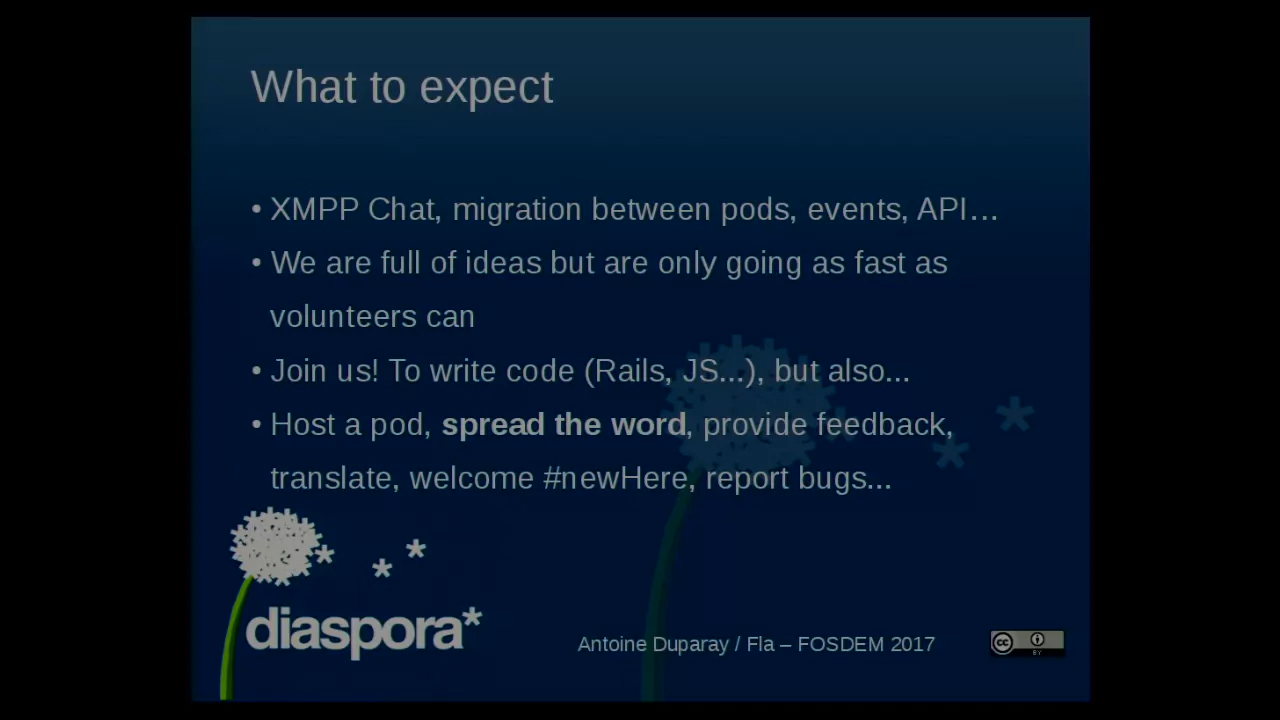 What to expect
• XMPP Chat, migration between pods, events, API...
• We are full of ideas but are only going as fast as
volunteers can
• Join us! To write code (Rails, JS...), but also...
• Host a pod, spread the word, provide feedback,
translate, welcome #newHere, report bugs...
diaspora*
Antoine Duparay / Fla – FOSDEM 2017
cc
BY